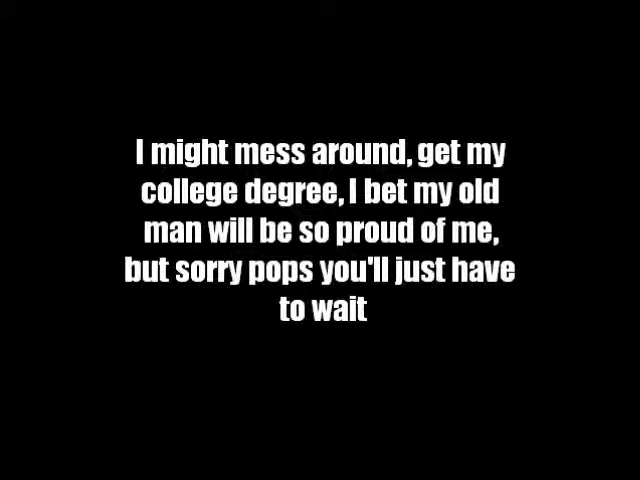 I might mess around, get my
college degree, I bet my old
man will be so proud of me,
but sorry pops you'll just have
to wait